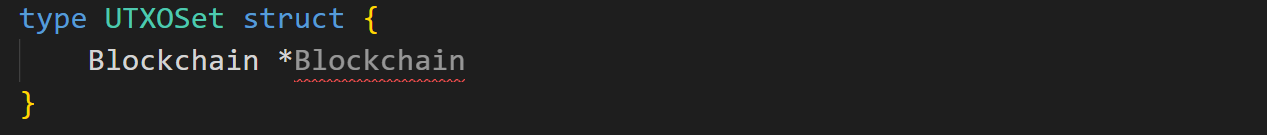 type UTXOSet struct {
    Blockchain *Blockchain
}